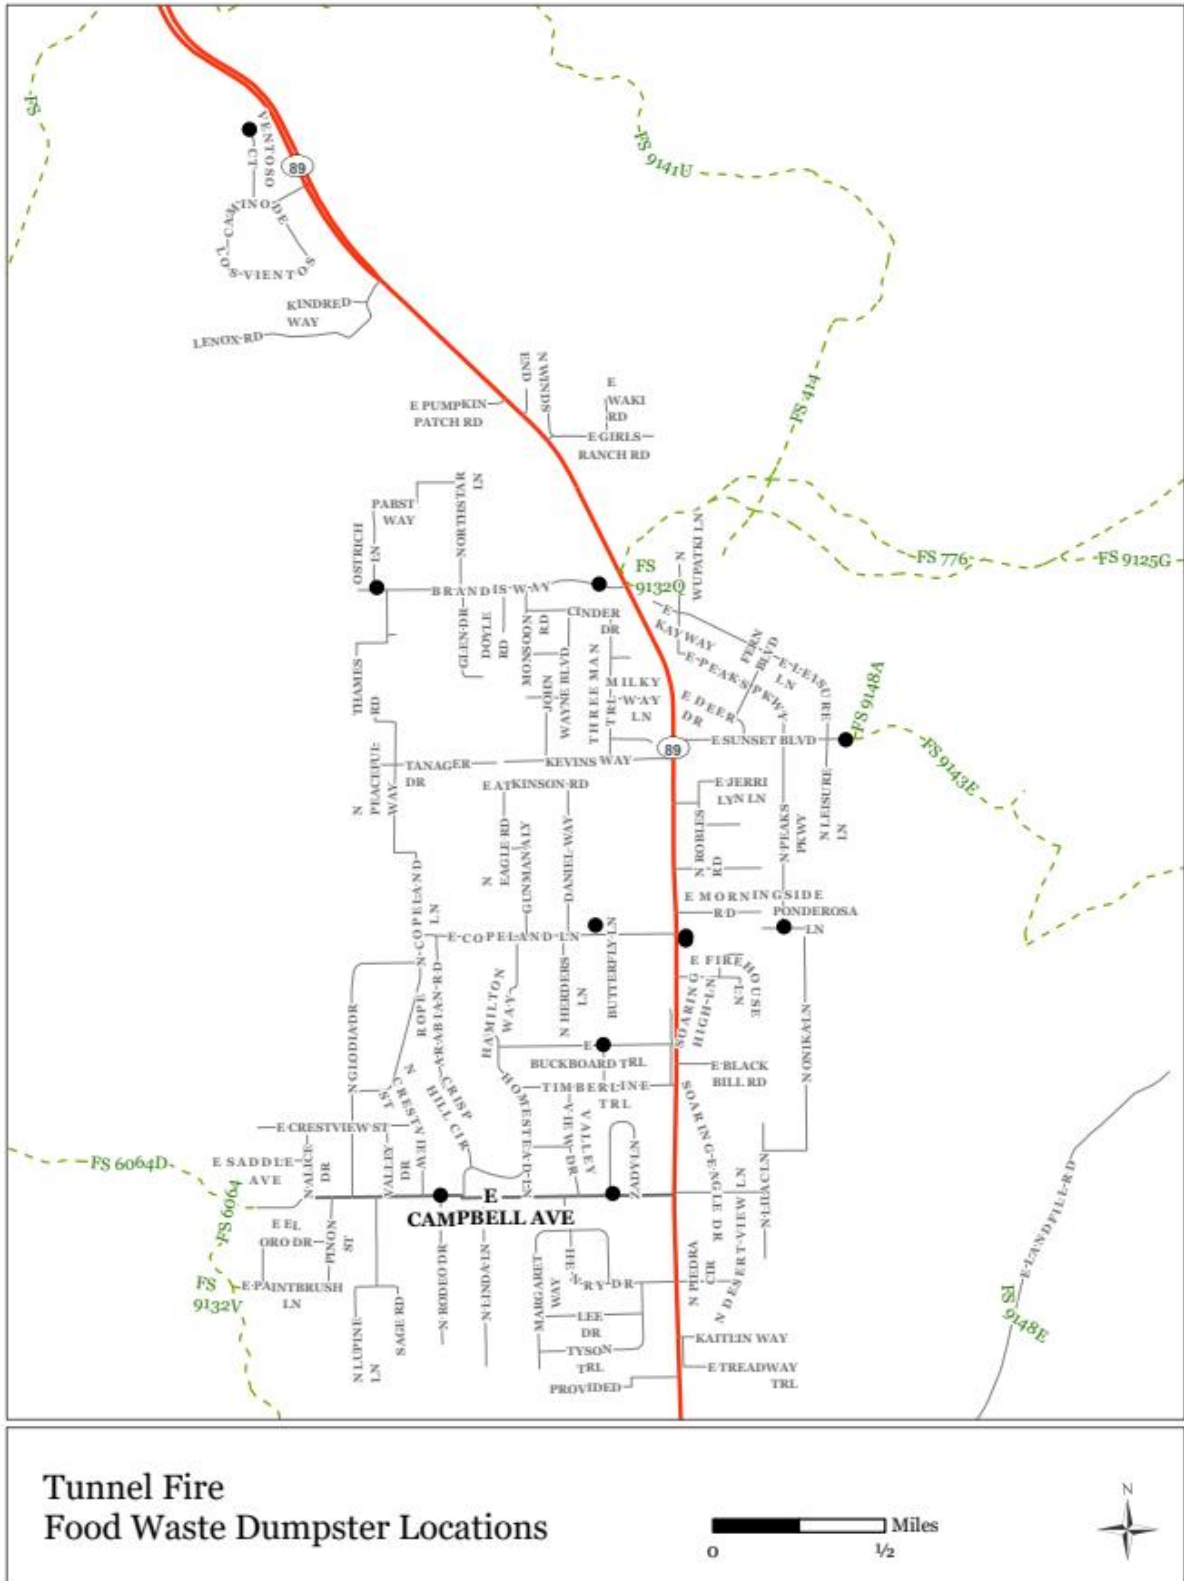 FS
VENTOSO
CT
89
CAMINO DE
LOS VIENTOS
KINDRED
WAY
LENOX RD
FS 9141U
FS 414
END
N WINDS
E
WAKI
RD
E PUMPKIN
PATCH RD
E GIRLS
RANCH RD
PABST
WAY
NORTHSTAR
LN
OSTRICH
LN
N
WUPATKI LN
FS 776
FS 9125G
FS
9132Q
BRANDIS WAY
CINDER
DR
GLEN DR
DOYLE
RD
MONSOON
RD
JOHN
WAYNE BLVD
THREE MAN
TRL
MILKY
WAY
LN
E
KAY WAY
FERN
BLVD
E LEISURE
LN
E PEAKS PKWY
E DEER
DR
THAMES
RD
FS 9148A
FS 9143E
89
E SUNSET BLVD
N
PEACEFUL
WAY
TANAGER
DR
KEVINS WAY
E ATKINSON RD
E JERRI
LYN LN
N ROBLES
RD
N PEAKS
PKWY
N LEISURE
LN
N
EAGLE RD
GUNMAN ALY
DANIEL WAY
E MORNINGSIDE
RD
PONDEROSA
LN
N COPELAND
LN
E COPELAND LN
BUTTERFLY LN
N HERDERS
LN
HAMILTON
WAY
ROPE
ARABIAN RD
N GLODIA DR
E FIREHOUSE
LN
SOARING
HIGH LN
N ONIKA LN
E
BUCKBOARD TRL
E BLACK
BILL RD
TIMBERLINE
TRL
N
CRESTVIEW
ST
CRISP
HILL CIR
HOMESTEAD LN
VALLEY
VIEW DR
SOARING EAGLE DR
E CRESTVIEW ST
FS 6064D
E SADDLE
AVE
N ALICE
DR
VALLEY
DR
ZADY LN
N LILAC LN
FS 6064
E
CAMPBELL AVE
E EL
ORO DR
PINON
ST
HENRY DR
N PIEDRA
CIR
N DESERT VIEW LN
FS
9132V
E PAINTBRUSH
LN
N LUPINE
LN
SAGE RD
N RODEO DR
N LINDA LN
MARGARET
WAY
LEE
DR
TYSON
TRL
PROVIDED
KAITLIN WAY
E TREADWAY
TRL
E LANDFILL RD
FS 9148E
Tunnel Fire
Food Waste Dumpster Locations
Miles
0 ½
N